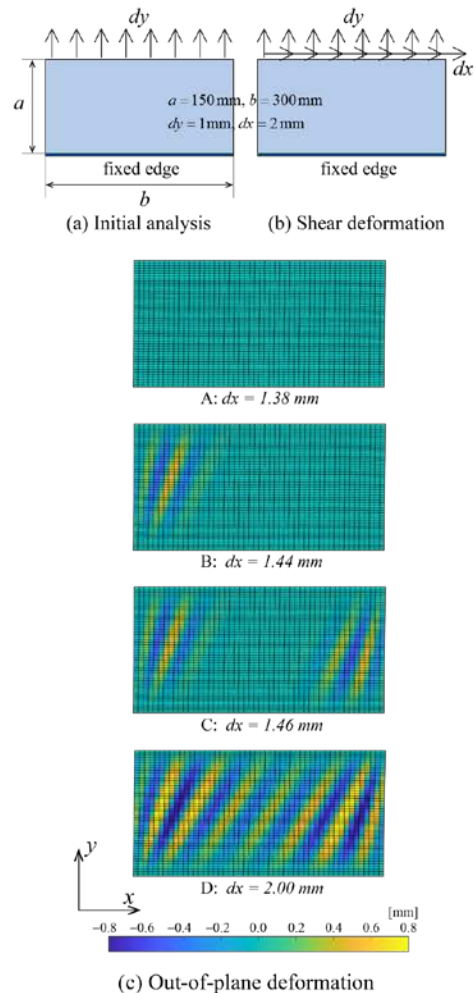 dy
dy
dx
a
a = 150 mm, b = 300 mm
dy = 1 mm, dx = 2 mm
fixed edge
fixed edge
b
(a) Initial analysis
(b) Shear deformation
A: dx = 1.38 mm
B: dx = 1.44 mm
C: dx = 1.46 mm
D: dx = 2.00 mm
y
x
[mm]
−0.8 −0.6 −0.4 −0.2 0.0 0.2 0.4 0.6 0.8
(c) Out-of-plane deformation